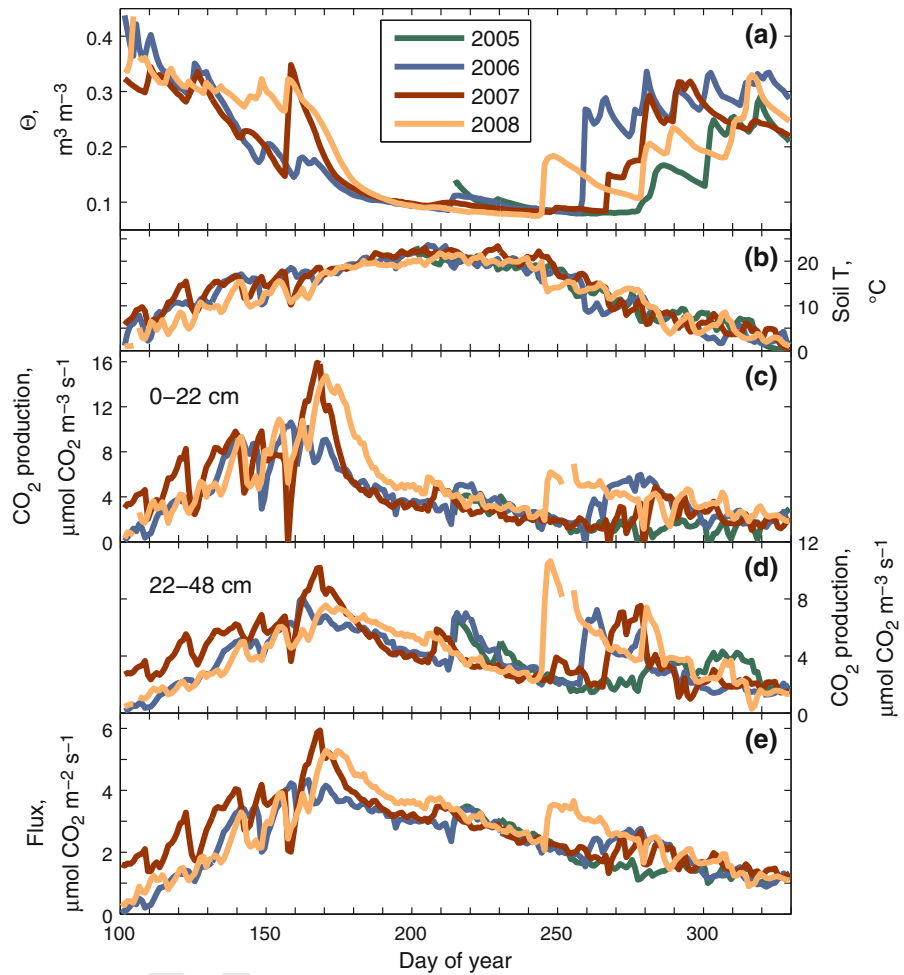 (a)
2005
2006
2007
2008
0.4
0.3
0.2
0.1
Θ,
m³ m⁻³
(b)
20
10
0
Soil T,
°C
(c)
0–22 cm
16
12
8
4
0
CO₂ production,
μmol CO₂ m⁻³ s⁻¹
(d)
22–48 cm
12
8
4
0
CO₂ production,
μmol CO₂ m⁻³ s⁻¹
(e)
6
4
2
0
Flux,
μmol CO₂ m⁻² s⁻¹
100 150 200 250 300
Day of year